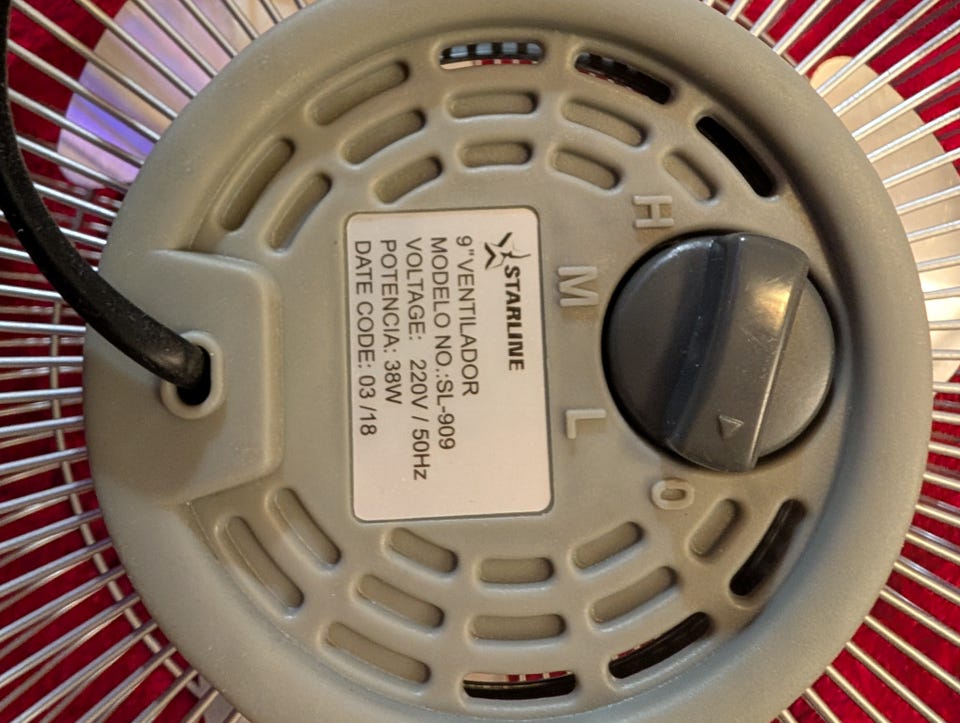 STARLINE
9"VENTILADOR
MODELO NO.:SL-909
VOLTAGE: 220V / 50Hz
POTENCIA: 38W
DATE CODE: 03 /18
H
M
L
O